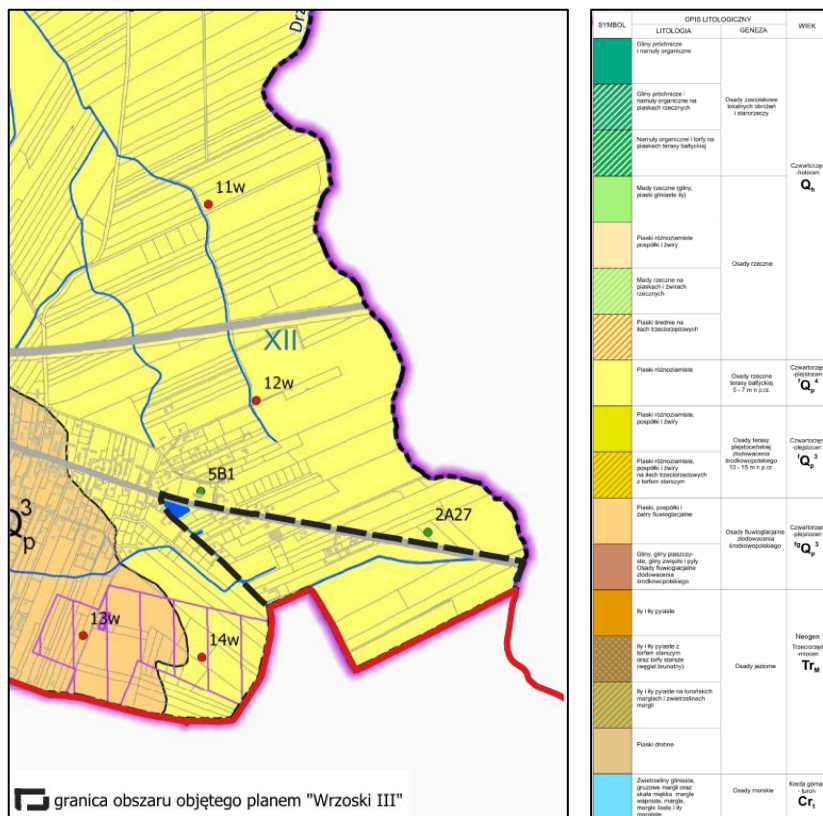 Drz
11w
XII
12w
5B1
2A27
Q
3
p
13w
14w
granica obszaru objętego planem "Wrzoski III"
SYMBOL
OPIS LITOLOGICZNY
WIEK
LITOLOGIA
GENEZA
Gliny próchnicze
i namuły organiczne
Gliny próchnicze i
namuły organiczne na
piaskach rzecznych
Osady zastoiskowe
lokalnych obniżeń
i starorzeczy
Namuły organiczne i torfy na
piaskach terasy bałtyckiej
Czwartorzęd
-holocen
Qh
Mady rzeczne (gliny,
piaski gliniaste iły)
Piaski różnoziarniste
pospółki i żwiry
Osady rzeczne
Mady rzeczne na
piaskach i żwirach
rzecznych
Piaski średnie na
iłach trzeciorzędowych
Piaski różnoziarniste
Osady rzeczne
terasy bałtyckiej
5 - 7 m n p.rz.
Czwartorzęd
-plejstocen
fQp4
Piaski różnoziarniste,
pospółki i żwiry
Osady terasy
plejstoceńskiej
zlodowacenia
środkowopolskiego
13 - 15 m n p.rz.
Czwartorzęd
-plejstocen
fQp3
Piaski różnoziarniste,
pospółki i żwiry
na iłach trzeciorzędowych
z torfem starszym
Piaski, pospółki i
żwiry fluwioglacjalne
Osady fluwioglacjalne
zlodowacenia
środkowopolskiego
Czwartorzęd
-plejstocen
fgQp3
Gliny, gliny piaszczy-
ste, gliny zwięzłe i pyły
Osady fluwioglacjalne
zlodowacenia
środkowopolskiego
Iły i iły pylaste
Iły i iły pylaste z
torfem starszym
oraz torfy starsze
(węgiel brunatny)
Osady jeziorne
Neogen
Trzeciorzęd
-miocen
TrM
Iły i iły pylaste na turońskich
marglach i zwietrzelinach
margli
Piaski drobne
Zwietrzeliny gliniaste,
gruzowe margli oraz
skała miękka margle
wapniste, margle,
margle ilaste i iły
margliste
Osady morskie
Kreda górna
- turon
Crt